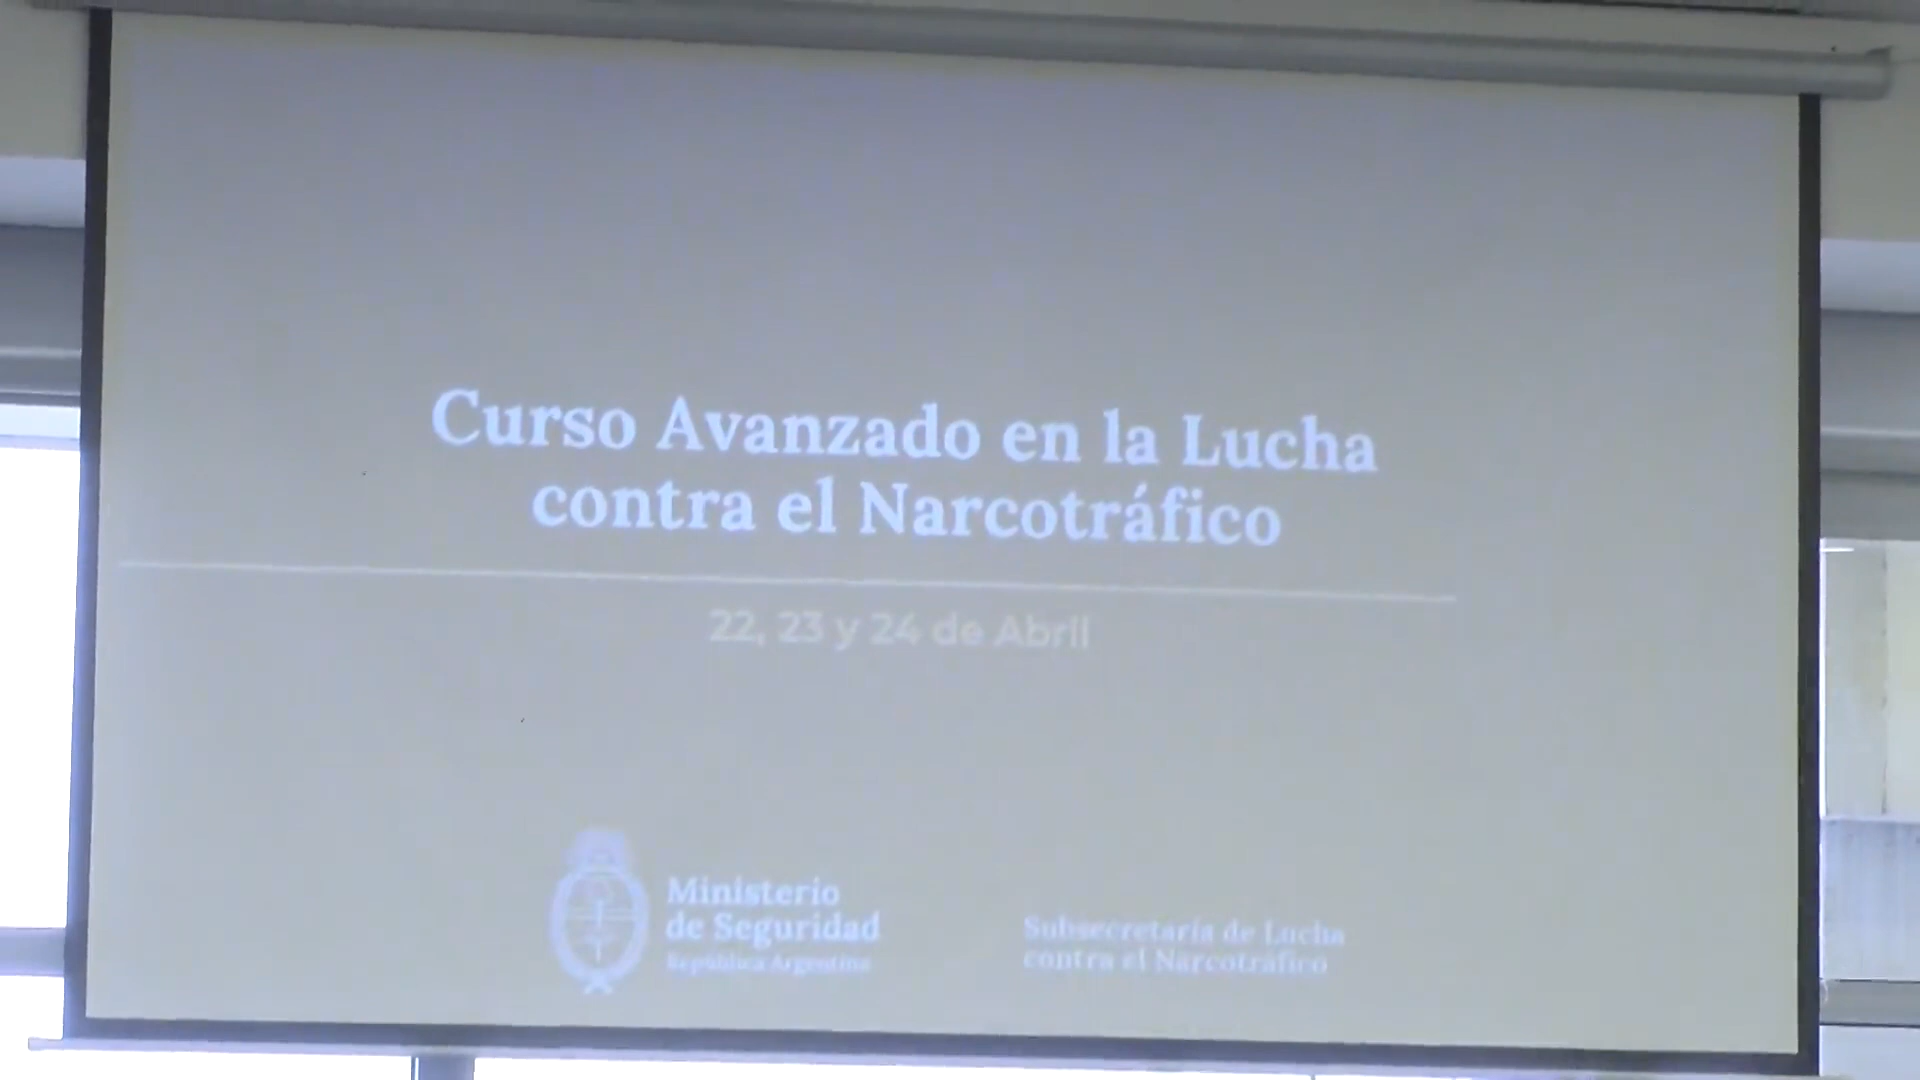 Curso Avanzado en la Lucha
contra el Narcotráfico
22, 23 y 24 de Abril
Ministerio
de Seguridad
República Argentina
Subsecretaría de Lucha
contra el Narcotráfico